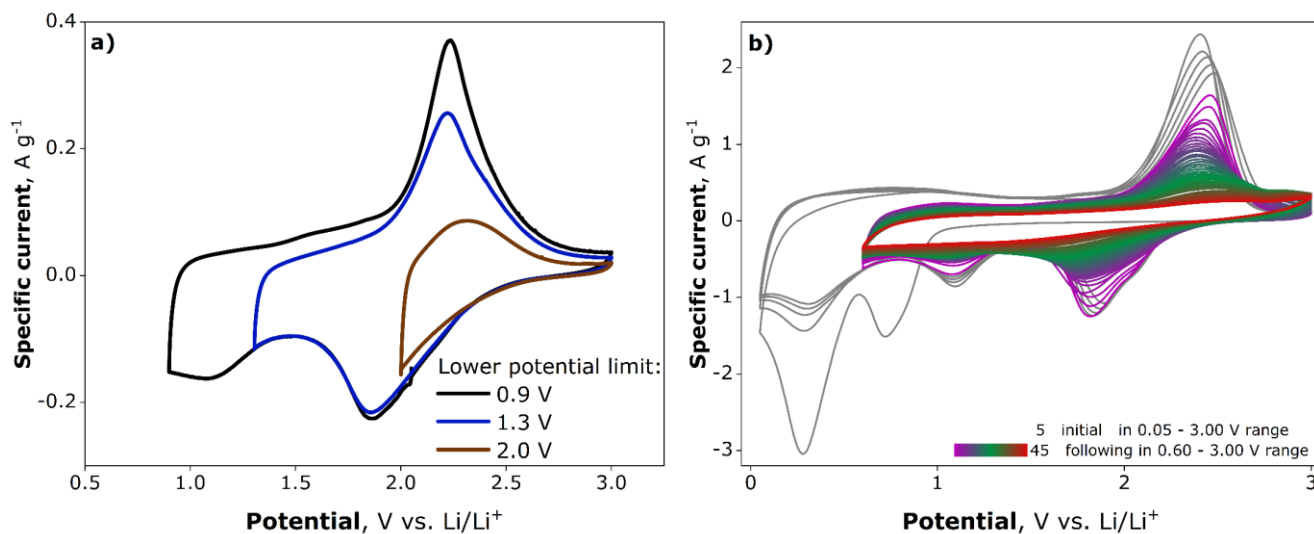 a)
Specific current, A g⁻¹
0.4
0.2
0.0
-0.2
Lower potential limit:
0.9 V
1.3 V
2.0 V
0.5
1.0
1.5
2.0
2.5
3.0
Potential, V vs. Li/Li⁺
b)
Specific current, A g⁻¹
2
1
0
-1
-2
-3
5 initial in 0.05 - 3.00 V range
45 following in 0.60 - 3.00 V range
0
1
2
3
Potential, V vs. Li/Li⁺